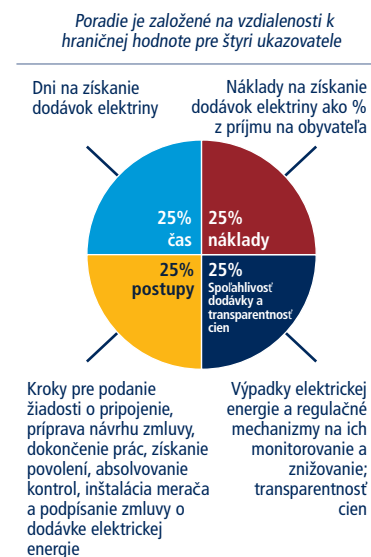 Poradie je založené na vzdialenosti k
hraničnej hodnote pre štyri ukazovatele
Dni na získanie
dodávok elektriny
Náklady na získanie
dodávok elektriny ako %
z príjmu na obyvateľa
25%
čas
25%
náklady
25%
postupy
25%
Spoľahlivosť
dodávky a
transparentnosť
cien
Kroky pre podanie
žiadosti o pripojenie,
príprava návrhu zmluvy,
dokončenie prác, získanie
povolení, absolvovanie
kontrol, inštalácia merača
a podpísanie zmluvy o
dodávke elektrickej
energie
Výpadky elektrickej
energie a regulačné
mechanizmy na ich
monitorovanie a
znižovanie;
transparentnosť
cien